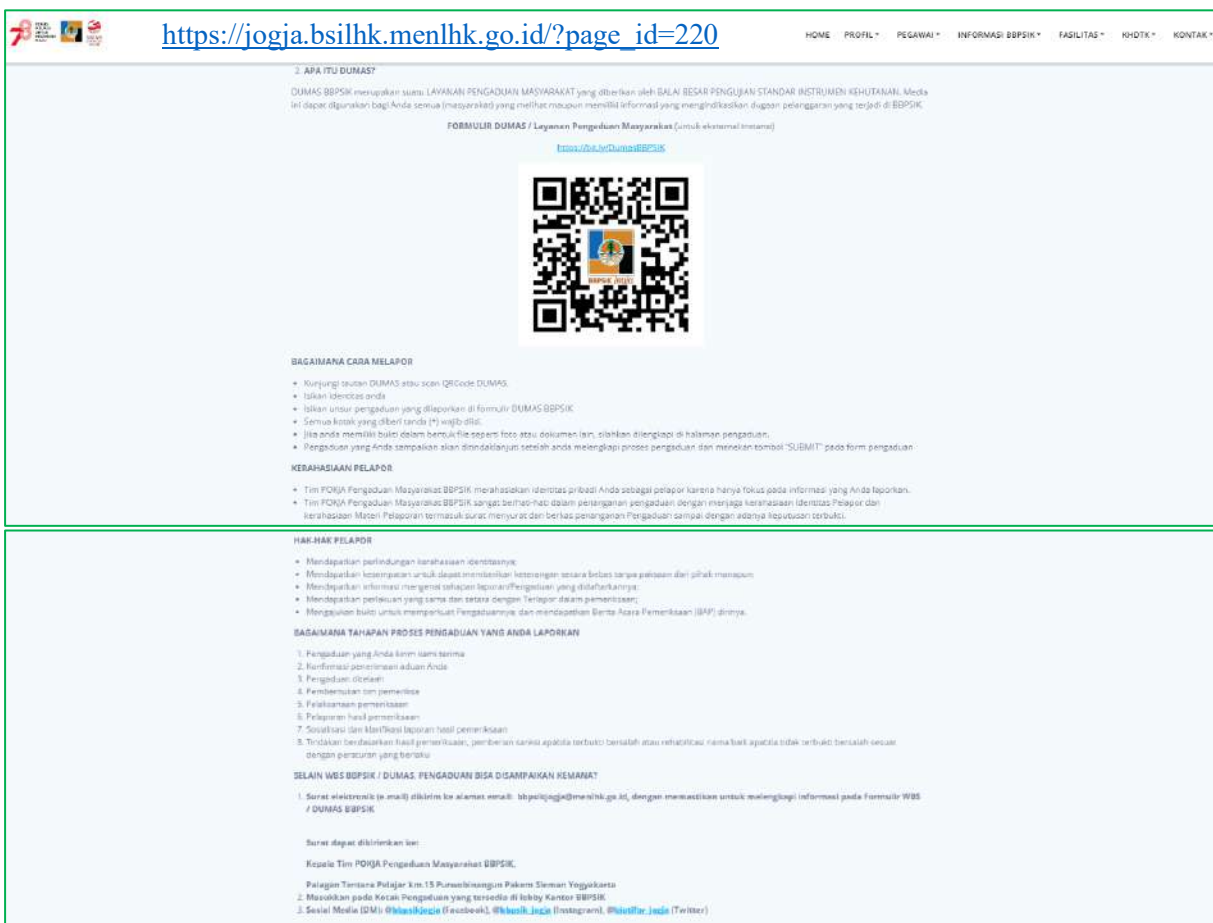 https://jogja.bsilhk.menlhk.go.id/?page_id=220
HOME PROFIL PEGAWAI INFORMASI BBPSIK FASILITAS KHDTK KONTAK
APA ITU DUMAS?
DUMAS BBPSIK merupakan suatu LAYANAN PENGADUAN MASYARAKAT yang diberikan oleh BALAI BESAR PENGUJIAN STANDAR INSTRUMEN KEHUTANAN. Media
ini dapat digunakan bagi Anda semua (masyarakat) yang melihat maupun memiliki informasi yang mengindikasikan dugaan pelanggaran yang terjadi di BBPSIK.
FORMULIR DUMAS / Layanan Pengaduan Masyarakat (untuk eksternal instansi)
https://bit.ly/DumasBBPSIK
BBPSIK Jogja
BAGAIMANA CARA MELAPOR
• Kunjungi tautan DUMAS atau scan QRCode DUMAS.
• Isikan identitas anda
• Isikan unsur pengaduan yang dilaporkan di formulir DUMAS BBPSIK
• Semua kotak yang diberi tanda (*) wajib diisi.
• Jika anda memiliki bukti dalam bentuk file seperti foto atau dokumen lain, silahkan dilengkapi di halaman pengaduan.
• Pengaduan yang Anda sampaikan akan ditindaklanjuti setelah anda melengkapi proses pengaduan dan menekan tombol "SUBMIT" pada form pengaduan
KERAHASIAAN PELAPOR
• Tim POKJA Pengaduan Masyarakat BBPSIK merahasiakan identitas pribadi Anda sebagai pelapor karena hanya fokus pada informasi yang Anda laporkan.
• Tim POKJA Pengaduan Masyarakat BBPSIK sangat berhati-hati dalam penanganan pengaduan dengan menjaga kerahasiaan Identitas Pelapor dan
kerahasiaan Materi Pelaporan termasuk surat menyurat dan berkas penanganan Pengaduan sampai dengan adanya keputusan terbukti.
HAK-HAK PELAPOR
• Mendapatkan perlindungan kerahasiaan identitasnya;
• Mendapatkan kesempatan untuk dapat memberikan keterangan secara bebas tanpa paksaan dari pihak manapun;
• Mendapatkan informasi mengenai tahapan laporan/Pengaduan yang didaftarkannya;
• Mendapatkan perlakuan yang sama dan setara dengan Terlapor dalam pemeriksaan;
• Mengajukan bukti untuk memperkuat Pengaduannya; dan mendapatkan Berita Acara Pemeriksaan (BAP) dirinya.
BAGAIMANA TAHAPAN PROSES PENGADUAN YANG ANDA LAPORKAN
1. Pengaduan yang Anda kirim kami terima
2. Konfirmasi penerimaan aduan Anda
3. Pengaduan ditelaah
4. Pembentukan tim pemeriksa
5. Pelaksanaan pemeriksaan
6. Pelaporan hasil pemeriksaan
7. Sosialisasi dan klarifikasi laporan hasil pemeriksaan
8. Tindakan berdasarkan hasil pemeriksaan, pemberian sanksi apabila terbukti bersalah atau rehabilitasi nama baik apabila tidak terbukti bersalah sesuai
dengan peraturan yang berlaku
SELAIN WBS BBPSIK / DUMAS, PENGADUAN BISA DISAMPAIKAN KEMANA?
1. Surat elektronik (e-mail) dikirim ke alamat email: bbpsikjogja@menlhk.go.id, dengan memastikan untuk melengkapi informasi pada Formulir WBS
/ DUMAS BBPSIK
Surat dapat dikirimkan ke:
Kepala Tim POKJA Pengaduan Masyarakat BBPSIK.
Palagan Tentara Pelajar km.15 Purwobinangun Pakem Sleman Yogyakarta
2. Masukkan pada Kotak Pengaduan yang tersedia di lobby Kantor BBPSIK
3. Sosial Media (DM): @bbpsikjogja (Facebook), @bbpsik_jogja (Instagram), @biotifor_jogja (Twitter)